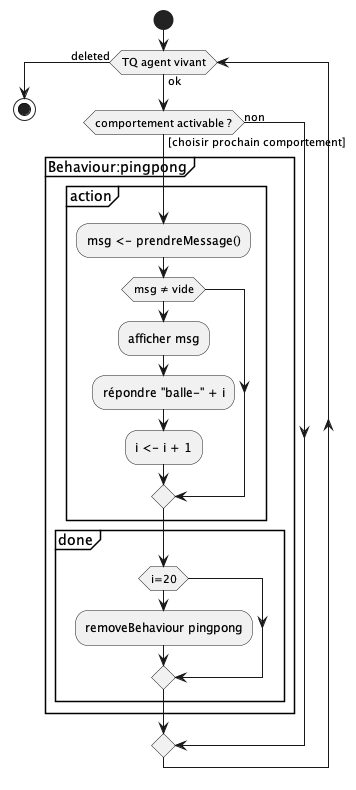 deleted
TQ agent vivant
ok
comportement activable ?
non
[choisir prochain comportement]
Behaviour:pingpong
action
msg <- prendreMessage()
msg ≠ vide
afficher msg
répondre "balle-" + i
i <- i + 1
done
i=20
removeBehaviour pingpong